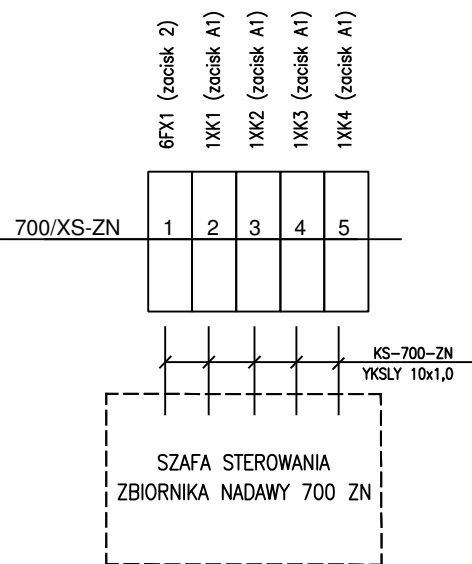 6FX1 (zacisk 2)
1XK1 (zacisk A1)
1XK2 (zacisk A1)
1XK3 (zacisk A1)
1XK4 (zacisk A1)
700/XS-ZN 1 2 3 4 5
KS-700-ZN
YKSLY 10x1,0
SZAFA STEROWANIA
ZBIORNIKA NADAWY 700 ZN